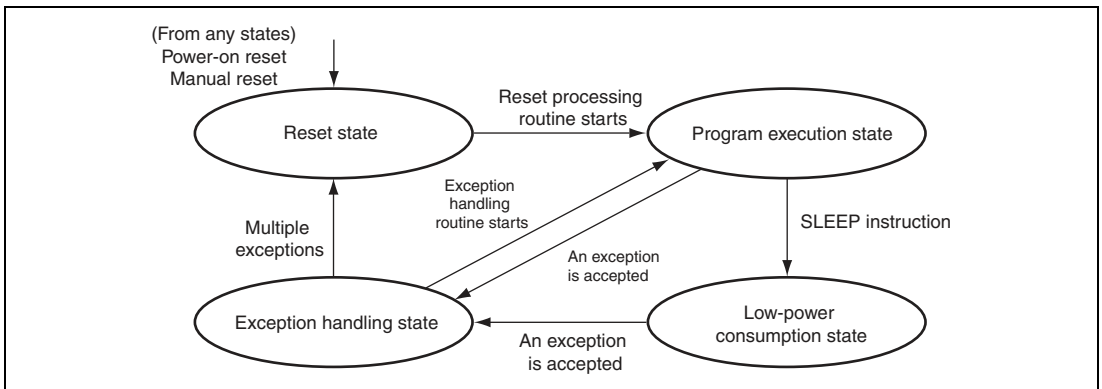 (From any states)
Power-on reset
Manual reset
Reset state
Reset processing
routine starts
Program execution state
Exception
handling
routine starts
Multiple
exceptions
SLEEP instruction
An exception
is accepted
Exception handling state
Low-power
consumption state
An exception
is accepted